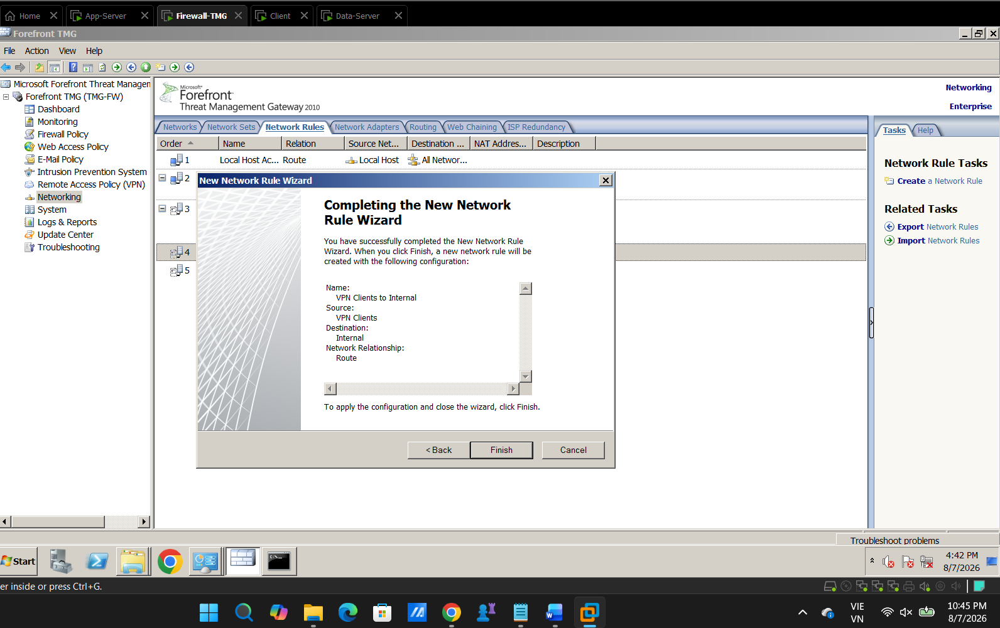 Home
App-Server
Firewall-TMG
Client
Data-Server
Forefront TMG
File Action View Help
Microsoft Forefront Threat Managen
Forefront TMG (TMG-FW)
Dashboard
Monitoring
Firewall Policy
Web Access Policy
E-Mail Policy
Intrusion Prevention System
Remote Access Policy (VPN)
Networking
System
Logs & Reports
Update Center
Troubleshooting
Microsoft®
Forefront™
Threat Management Gateway 2010
Networking
Enterprise
Networks Network Sets Network Rules Network Adapters Routing Web Chaining ISP Redundancy
Order Name Relation Source Net... Destination ... NAT Addres... Description
1 Local Host Ac... Route Local Host All Networ...
2
3
4
5
New Network Rule Wizard
Completing the New Network
Rule Wizard
You have successfully completed the New Network Rule
Wizard. When you click Finish, a new network rule will be
created with the following configuration:
Name:
VPN Clients to Internal
Source:
VPN Clients
Destination:
Internal
Network Relationship:
Route
To apply the configuration and close the wizard, click Finish.
< Back Finish Cancel
Tasks Help
Network Rule Tasks
Create a Network Rule
Related Tasks
Export Network Rules
Import Network Rules
Troubleshoot problems
Start
C:\_
4:42 PM
8/7/2026
er inside or press Ctrl+G.
VIE
VN
10:45 PM
8/7/2026